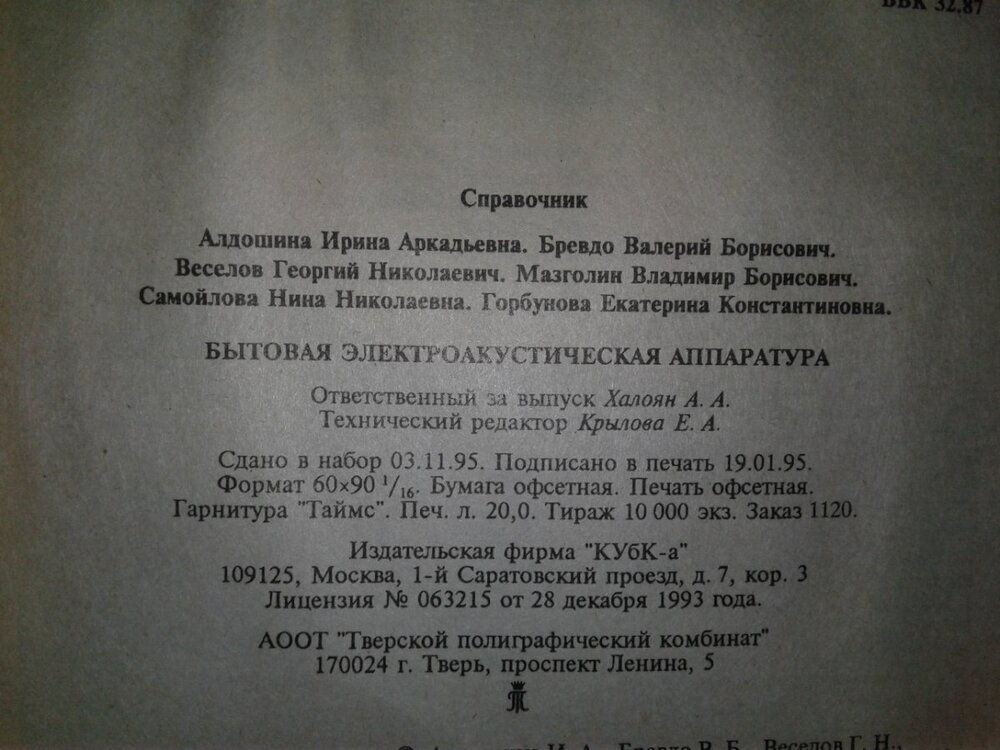 ББК 32.87
Справочник
Алдошина Ирина Аркадьевна. Бревдо Валерий Борисович.
Веселов Георгий Николаевич. Мазголин Владимир Борисович.
Самойлова Нина Николаевна. Горбунова Екатерина Константиновна.
БЫТОВАЯ ЭЛЕКТРОАКУСТИЧЕСКАЯ АППАРАТУРА
Ответственный за выпуск Халоян А. А.
Технический редактор Крылова Е. А.
Сдано в набор 03.11.95. Подписано в печать 19.01.95.
Формат 60×90 1/16. Бумага офсетная. Печать офсетная.
Гарнитура "Таймс". Печ. л. 20,0. Тираж 10 000 экз. Заказ 1120.
Издательская фирма "КУбК-а"
109125, Москва, 1-й Саратовский проезд, д. 7, кор. 3
Лицензия № 063215 от 28 декабря 1993 года.
АООТ "Тверской полиграфический комбинат"
170024 г. Тверь, проспект Ленина, 5
И. А., Бревдо В. Б., Веселов Г. Н.,